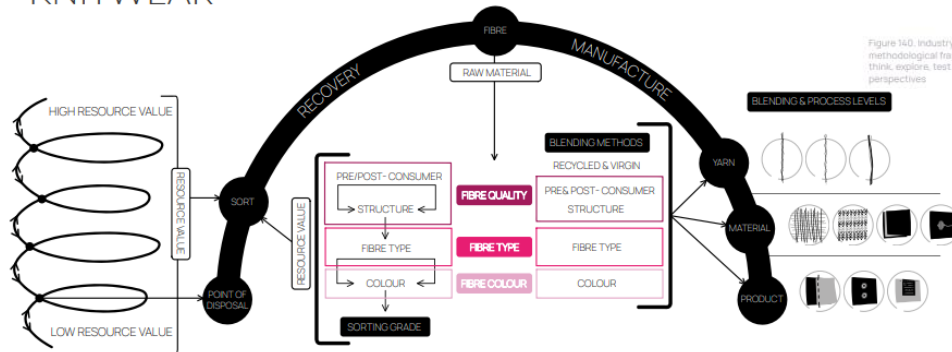 KNITWEAR
FIBRE
RECOVERY
MANUFACTURE
RAW MATERIAL
Figure 140. Industry
methodological fra
think, explore, test
perspectives
HIGH RESOURCE VALUE
RESOURCE VALUE
LOW RESOURCE VALUE
SORT
POINT OF
DISPOSAL
RESOURCE VALUE
PRE/POST- CONSUMER
STRUCTURE
FIBRE TYPE
COLOUR
SORTING GRADE
FIBRE QUALITY
FIBRE TYPE
FIBRE COLOUR
BLENDING METHODS
RECYCLED & VIRGIN
PRE& POST- CONSUMER
STRUCTURE
FIBRE TYPE
COLOUR
BLENDING & PROCESS LEVELS
YARN
MATERIAL
PRODUCT